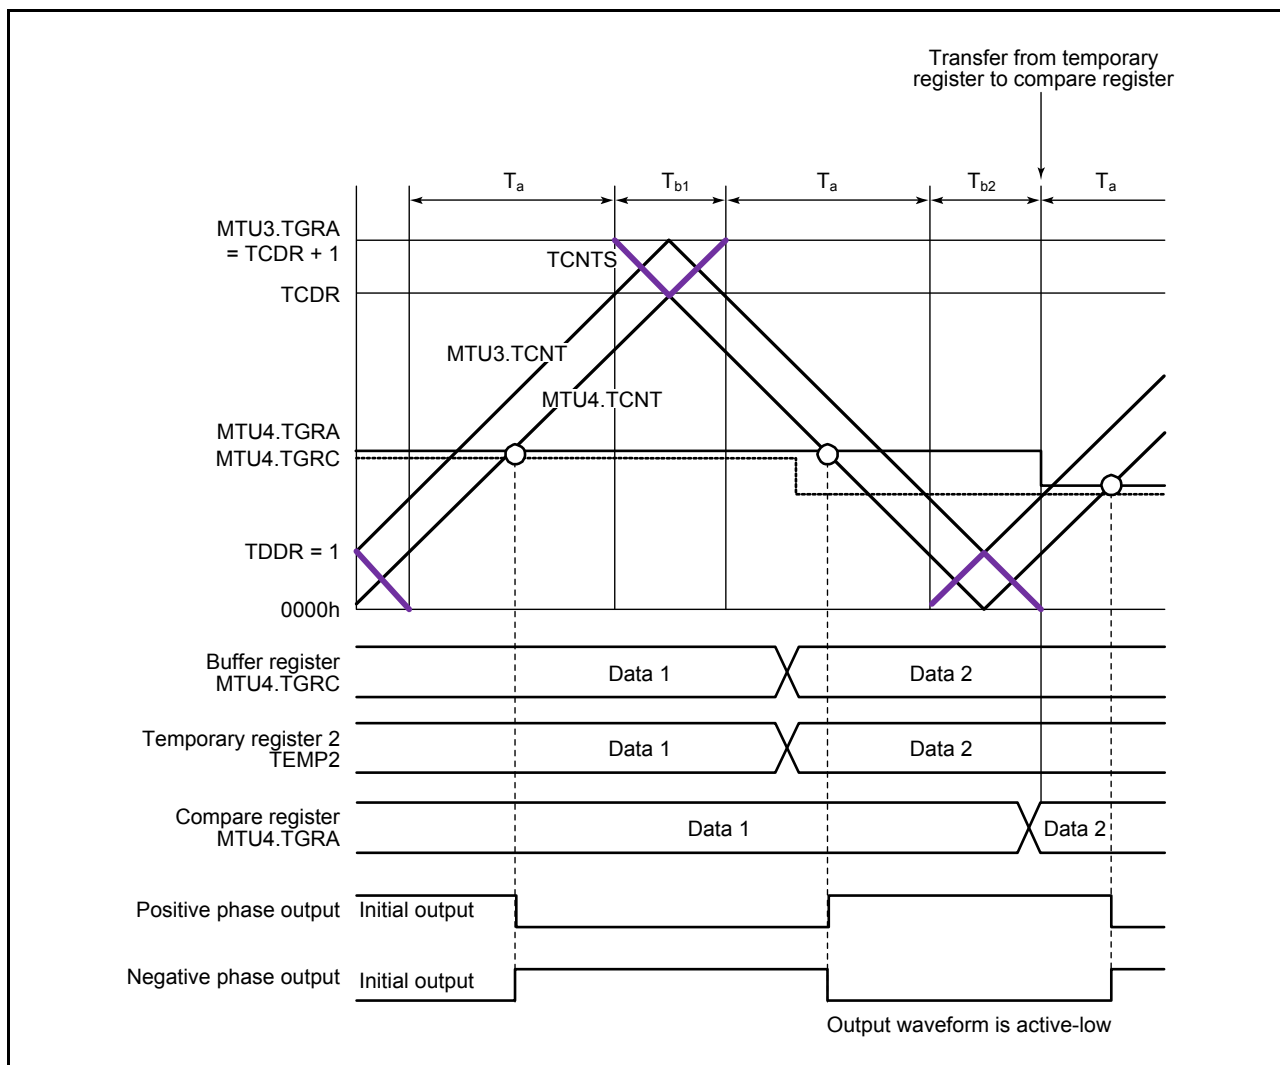 Transfer from temporary
register to compare register
Ta
Tb1
Ta
Tb2
Ta
MTU3.TGRA
= TCDR + 1
TCNTS
TCDR
MTU3.TCNT
MTU4.TCNT
MTU4.TGRA
MTU4.TGRC
TDDR = 1
0000h
Buffer register
MTU4.TGRC
Data 1
Data 2
Temporary register 2
TEMP2
Data 1
Data 2
Compare register
MTU4.TGRA
Data 1
Data 2
Positive phase output
Initial output
Negative phase output
Initial output
Output waveform is active-low